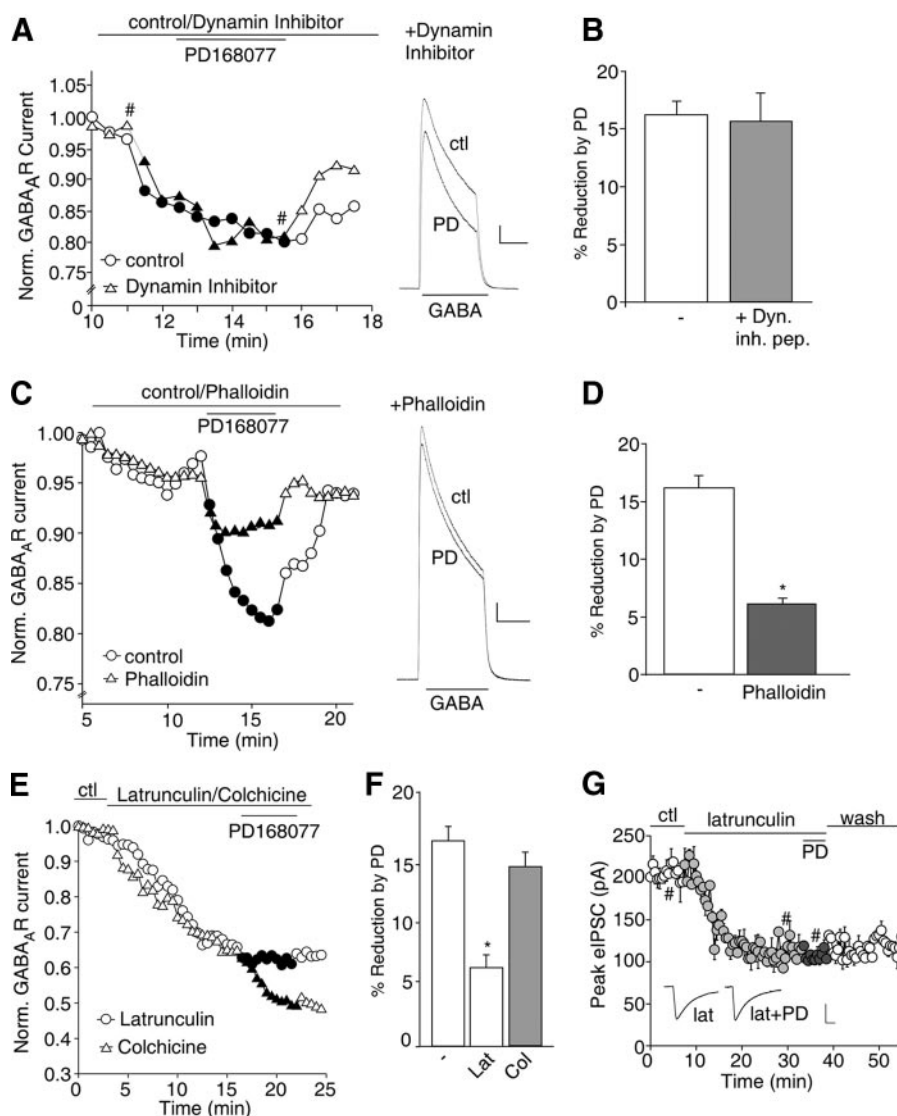 A
control/Dynamin Inhibitor
PD168077
Norm. GABAAR Current
1.05
1.00
0.95
0.90
0.85
0.80
0.75
0
#
#
control
Dynamin Inhibitor
10 12 14 16 18
Time (min)
+Dynamin
Inhibitor
ctl
PD
GABA
B
% Reduction by PD
20
15
10
5
0
-
+ Dyn.
inh. pep.
C
control/Phalloidin
PD168077
Norm. GABAAR current
1.00
0.95
0.90
0.85
0.80
0.75
control
Phalloidin
5 10 15 20
Time (min)
+Phalloidin
ctl
PD
GABA
D
% Reduction by PD
20
15
10
5
0
*
-
Phalloidin
E
ctl
Latrunculin/Colchicine
PD168077
Norm. GABAAR current
1.0
0.9
0.8
0.7
0.6
0.5
0.4
0.3
Latrunculin
Colchicine
0 5 10 15 20 25
Time (min)
F
% Reduction by PD
20
15
10
5
0
*
-
Lat
Col
G
ctl
latrunculin
wash
PD
Peak eIPSC (pA)
250
200
150
100
50
0
#
#
#
lat
lat+PD
0 10 20 30 40 50
Time (min)